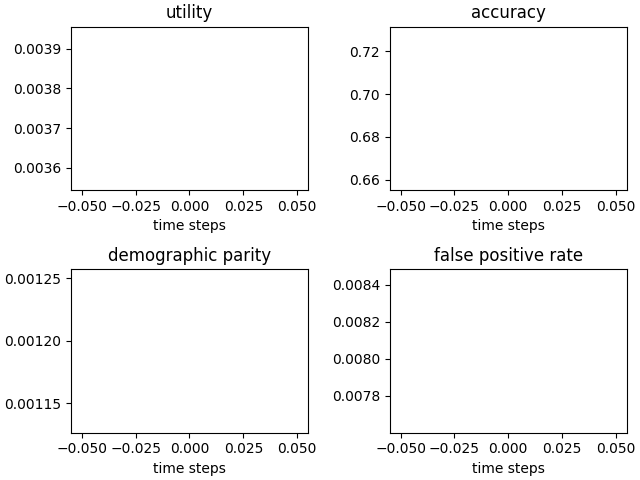 utility
0.0039
0.0038
0.0037
0.0036
−0.050 −0.025 0.000 0.025 0.050
time steps
accuracy
0.72
0.70
0.68
0.66
−0.050 −0.025 0.000 0.025 0.050
time steps
demographic parity
0.00125
0.00120
0.00115
−0.050 −0.025 0.000 0.025 0.050
time steps
false positive rate
0.0084
0.0082
0.0080
0.0078
−0.050 −0.025 0.000 0.025 0.050
time steps